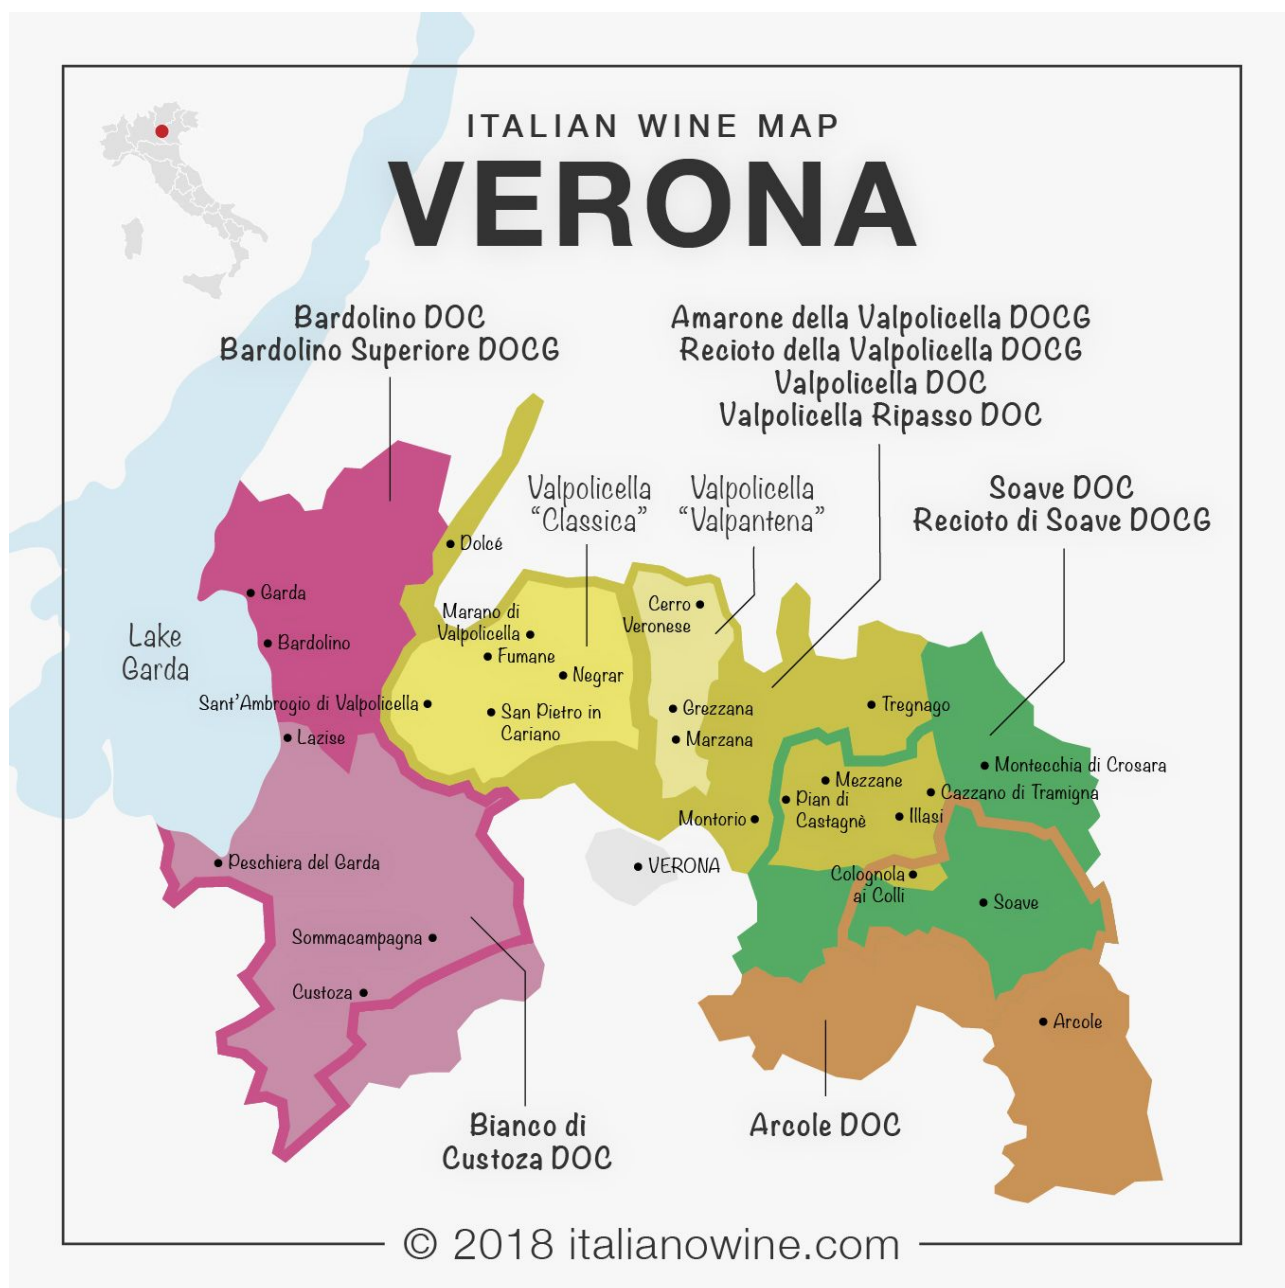 ITALIAN WINE MAP
VERONA
Bardolino DOC
Bardolino Superiore DOCG
Amarone della Valpolicella DOCG
Recioto della Valpolicella DOCG
Valpolicella DOC
Valpolicella Ripasso DOC
Valpolicella
“Classica”
Valpolicella
“Valpantena”
Soave DOC
Recioto di Soave DOCG
Dolcé
Garda
Bardolino
Lake
Garda
Marano di
Valpolicella
Fumane
Negrar
Sant'Ambrogio di Valpolicella
San Pietro in
Cariano
Lazise
Cerro
Veronese
Grezzana
Marzana
Tregnago
Montecchia di Crosara
Mezzane
Cazzano di Tramigna
Pian di
Castagnè
Illasi
Montorio
VERONA
Peschiera del Garda
Colognola
ai Colli
Soave
Sommacampagna
Custoza
Arcole
Bianco di
Custoza DOC
Arcole DOC
© 2018 italianowine.com